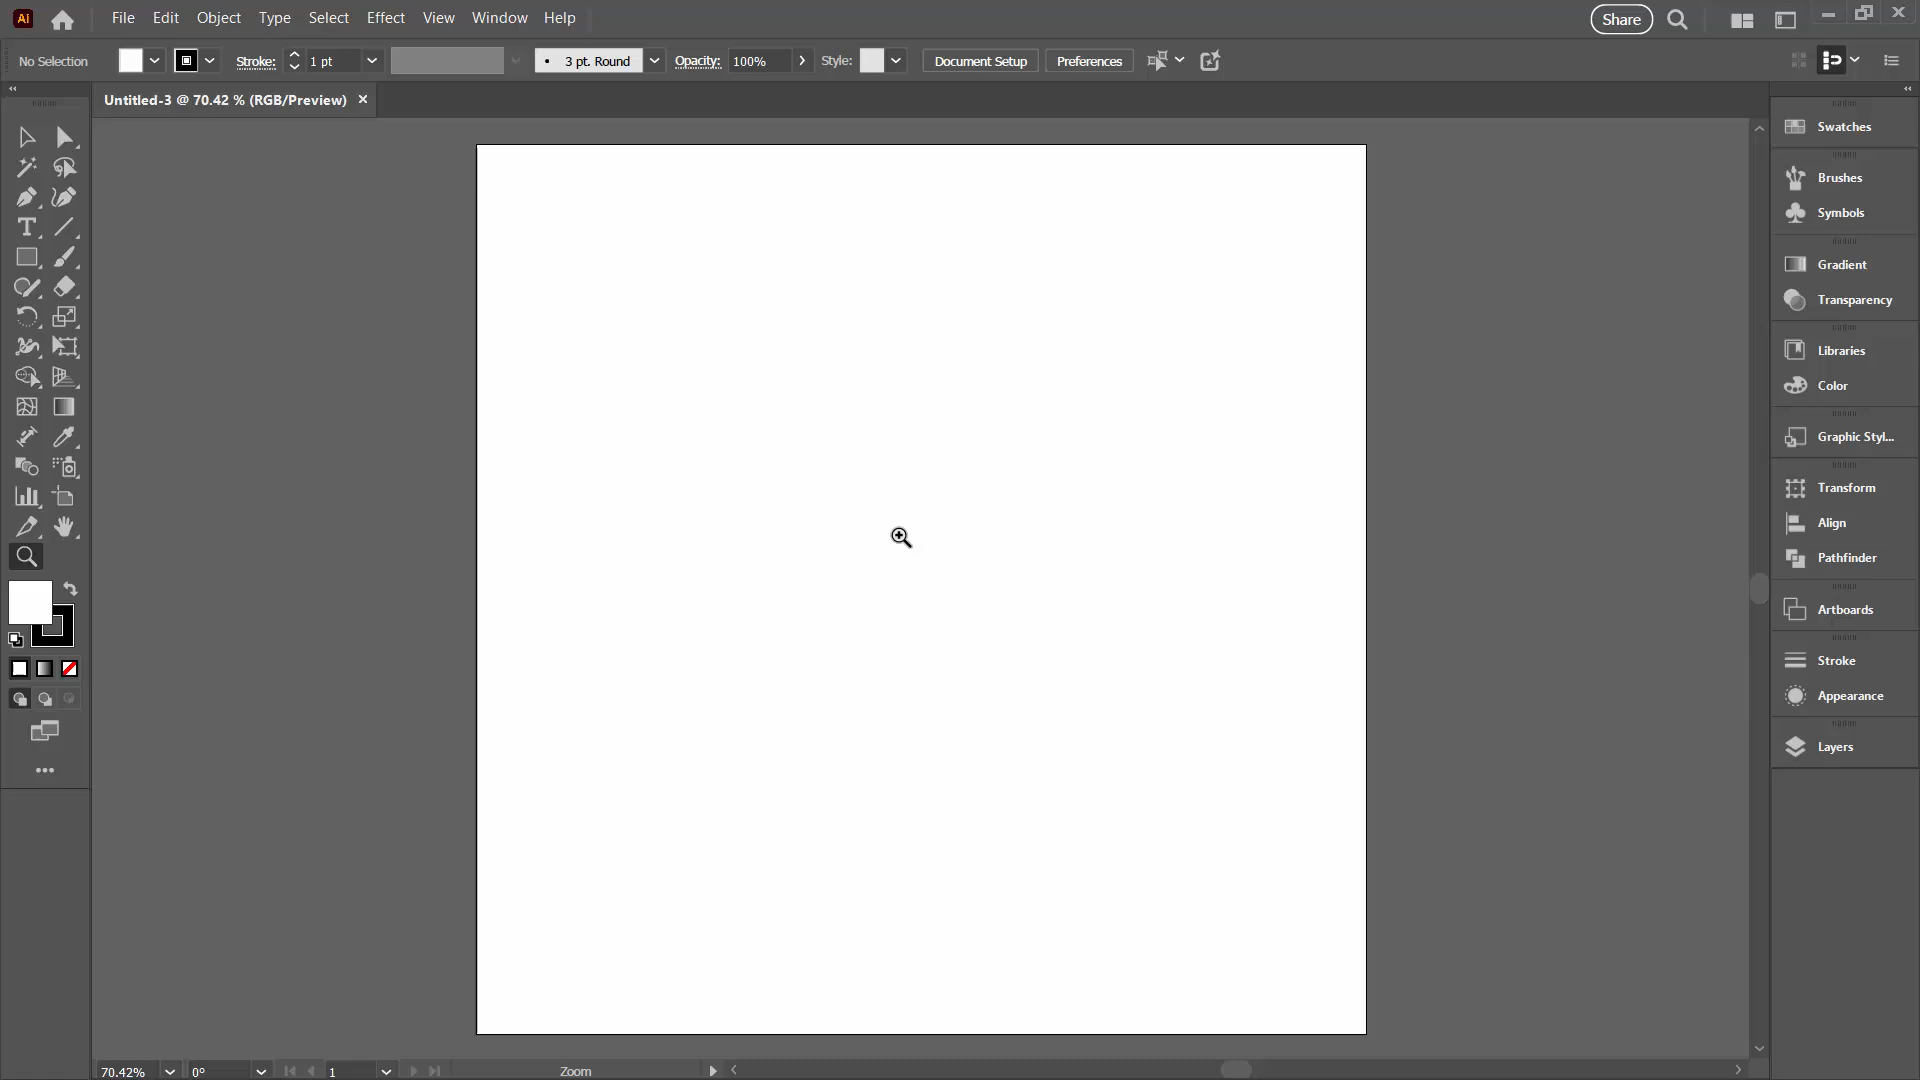 Ai File Edit Object Type Select Effect View Window Help Share
No Selection Stroke: 1 pt 3 pt. Round Opacity: 100% Style: Document Setup Preferences
Untitled-3 @ 70.42 % (RGB/Preview)
Swatches
Brushes
Symbols
Gradient
Transparency
Libraries
Color
Graphic Styl...
Transform
Align
Pathfinder
Artboards
Stroke
Appearance
Layers
70.42% 0° 1 Zoom